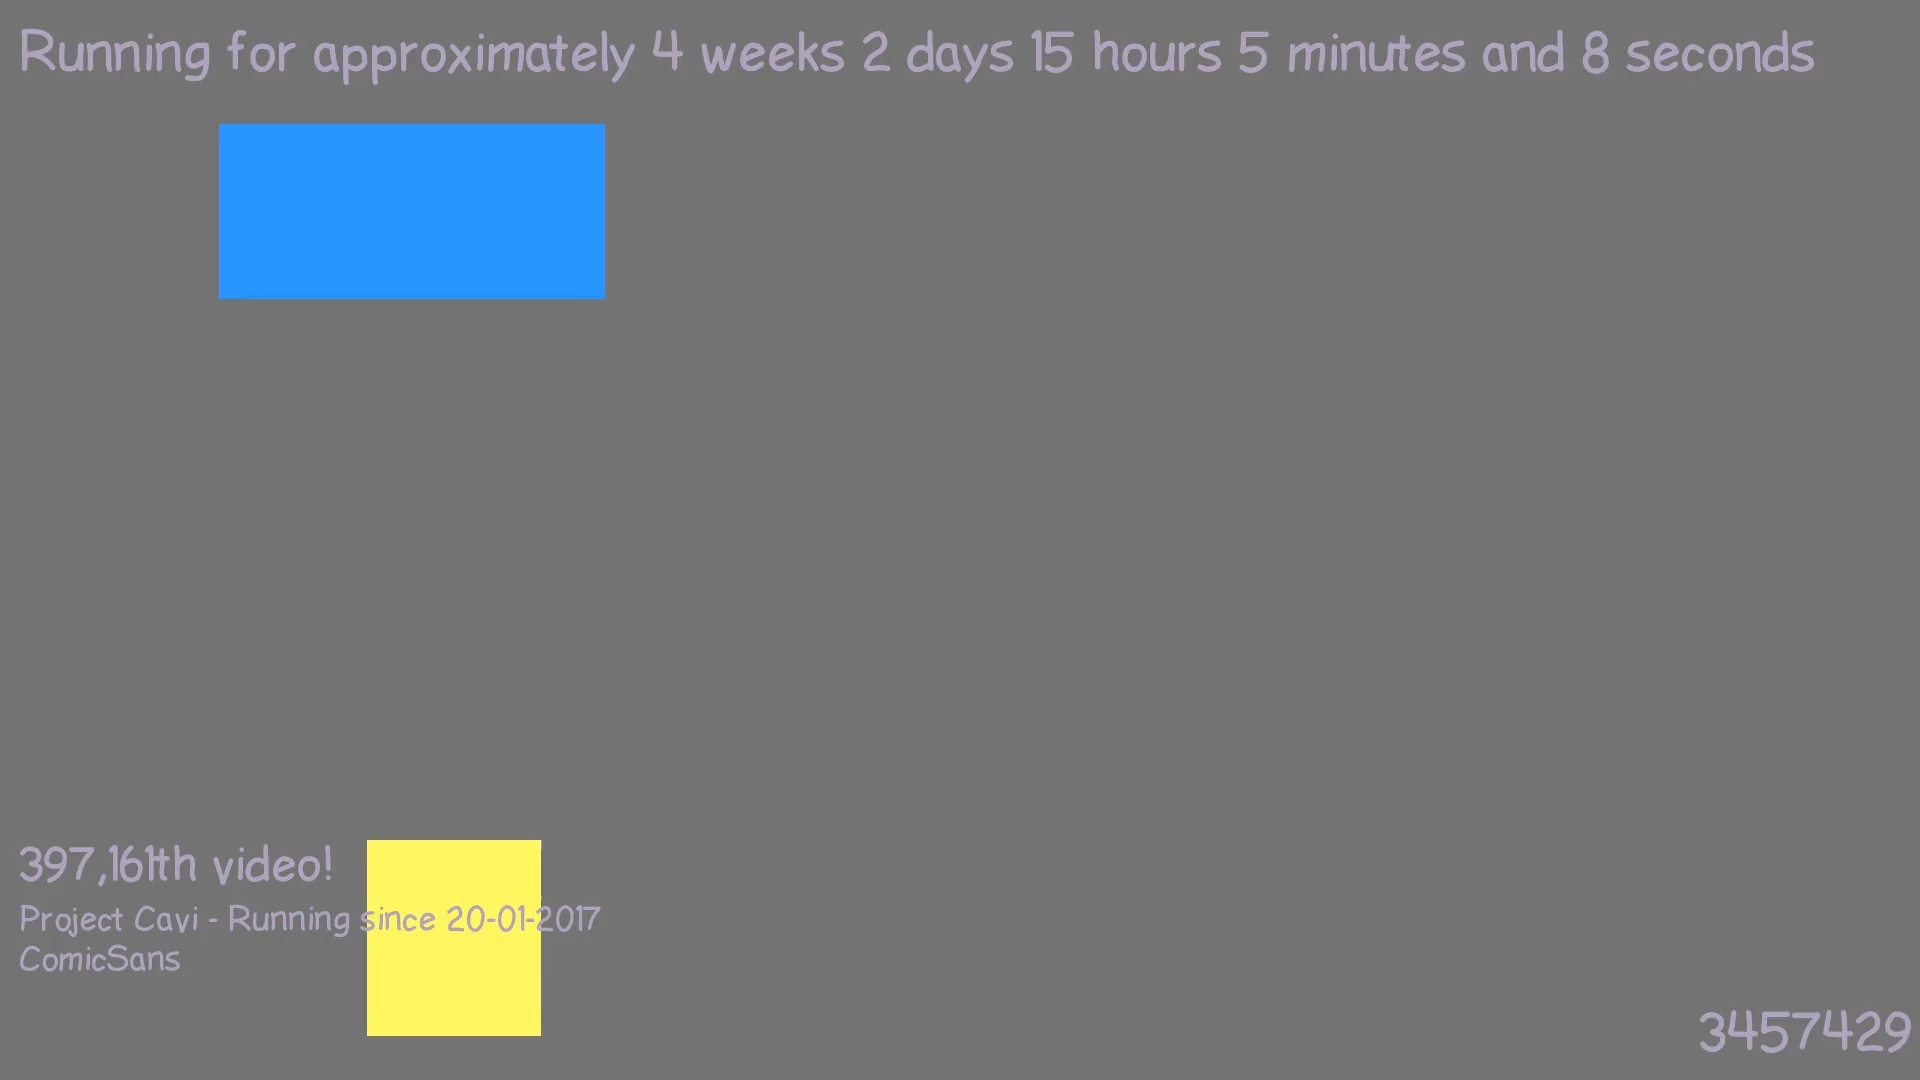 Running for approximately 4 weeks 2 days 15 hours 5 minutes and 8 seconds
397,161th video!
Project Cavi - Running since 20-01-2017
ComicSans
3457429